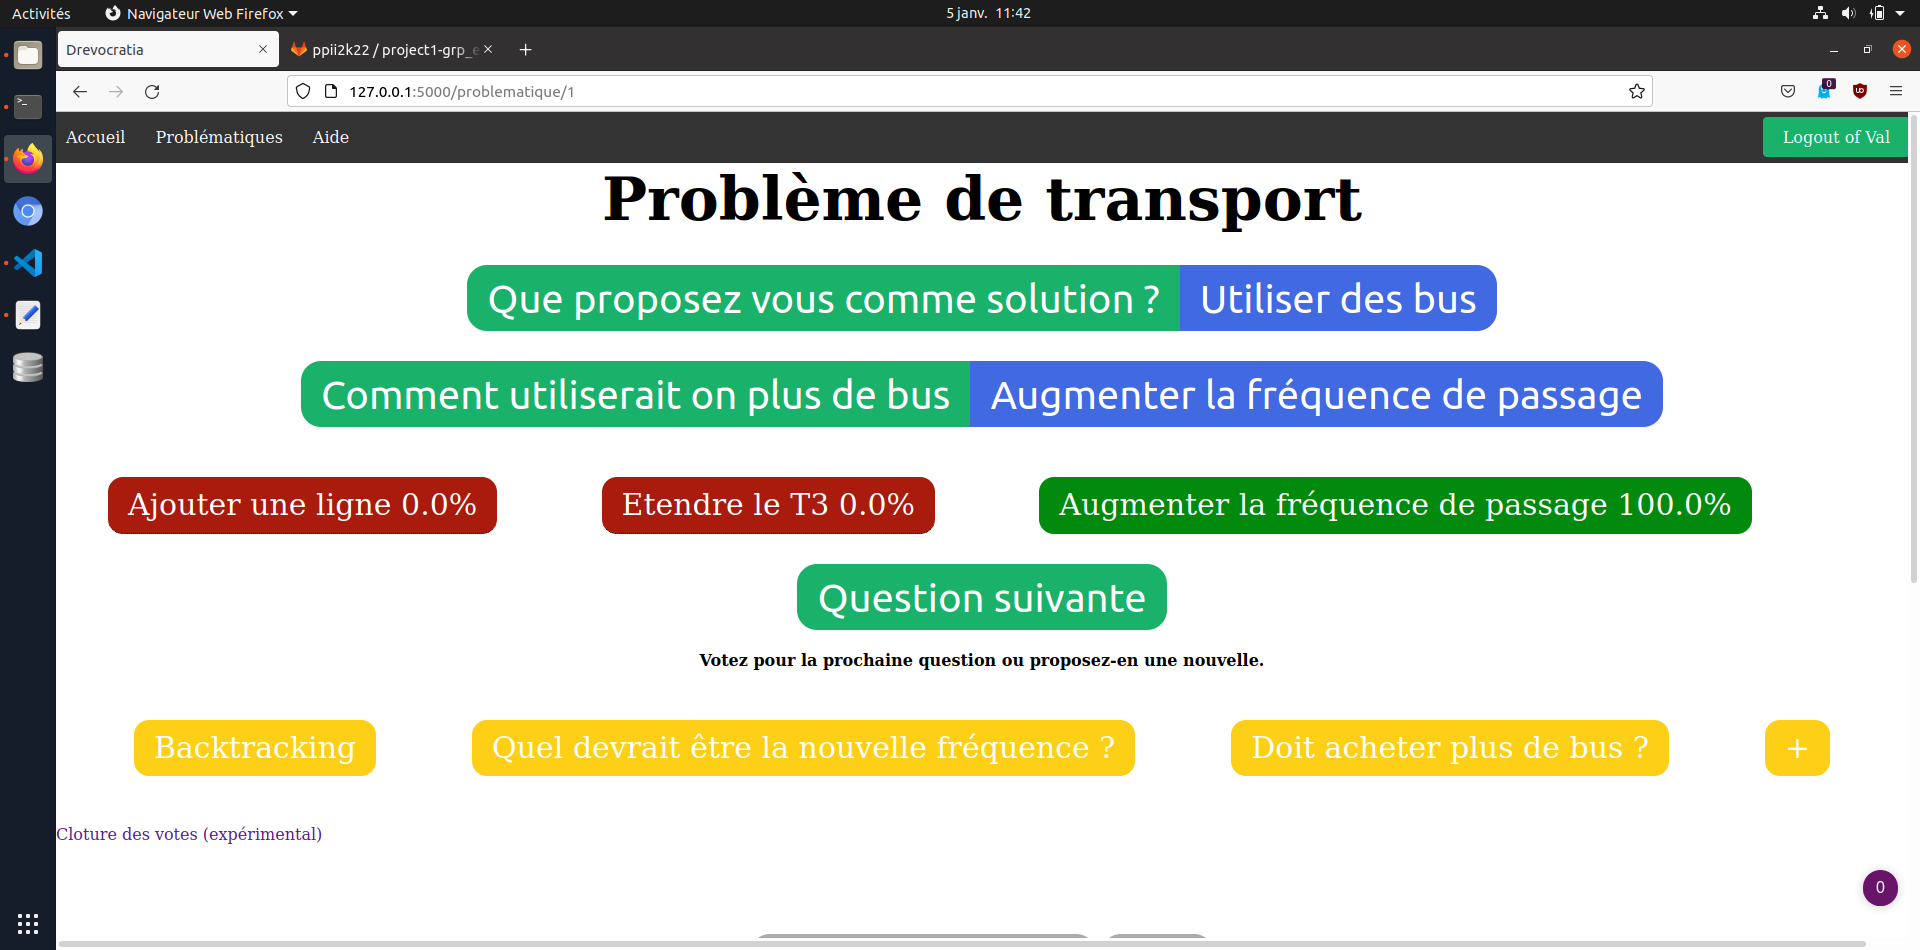 Activités Navigateur Web Firefox 5 janv. 11:42
Drevocratia ppii2k22 / project1-grp_e
127.0.0.1:5000/problematique/1 0
Accueil Problématiques Aide Logout of Val
Problème de transport
Que proposez vous comme solution ? Utiliser des bus
Comment utiliserait on plus de bus Augmenter la fréquence de passage
Ajouter une ligne 0.0% Etendre le T3 0.0% Augmenter la fréquence de passage 100.0%
Question suivante
Votez pour la prochaine question ou proposez-en une nouvelle.
Backtracking Quel devrait être la nouvelle fréquence ? Doit acheter plus de bus ? +
Cloture des votes (expérimental)
0